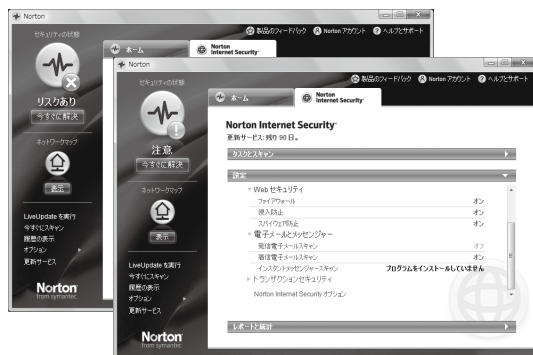 Norton
製品のフィードバック Norton アカウント ヘルプとサポート
セキュリティの状態
ホーム
Norton
Internet Security
リスクあり
今すぐに解決
ネットワークマップ
表示
LiveUpdate を実行
今すぐにスキャン
履歴の表示
オプション
更新サービス
Norton
from symantec
Norton
製品のフィードバック Norton アカウント ヘルプとサポート
セキュリティの状態
ホーム
Norton
Internet Security
注意
今すぐに解決
ネットワークマップ
表示
LiveUpdate を実行
今すぐにスキャン
履歴の表示
オプション
更新サービス
Norton
from symantec
Norton Internet Security
更新サービス: 残り 90 日。
タスクとスキャン
設定
Web セキュリティ
ファイアウォール オン
侵入防止 オン
スパイウェア防止 オン
電子メールとメッセンジャー
発信電子メールスキャン オフ
着信電子メールスキャン オン
インスタントメッセンジャースキャン プログラムをインストールしていません
トランザクションセキュリティ
Norton Internet Security オプション
レポートと統計